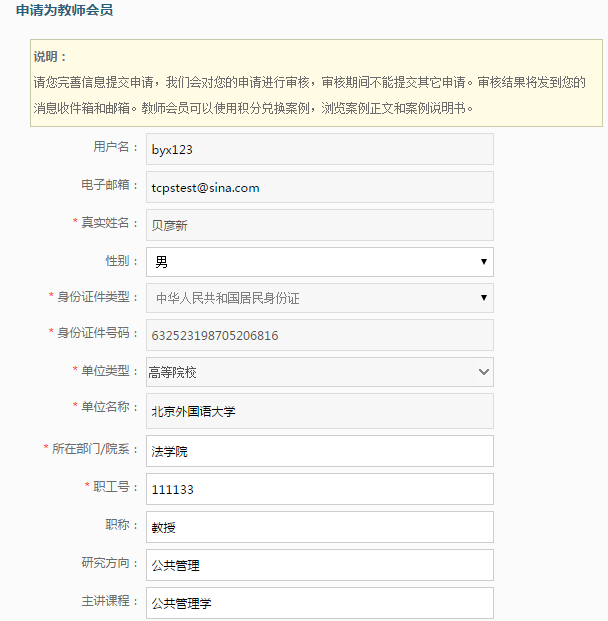 申请为教师会员
说明：
请您完善信息提交申请，我们会对您的申请进行审核，审核期间不能提交其它申请。审核结果将发到您的
消息收件箱和邮箱。教师会员可以使用积分兑换案例，浏览案例正文和案例说明书。
用户名： byx123
电子邮箱： tcpstest@sina.com
* 真实姓名： 贝彦新
性别： 男
* 身份证件类型： 中华人民共和国居民身份证
* 身份证件号码： 632523198705206816
* 单位类型： 高等院校
* 单位名称： 北京外国语大学
* 所在部门/院系： 法学院
* 职工号： 111133
职称： 教授
研究方向： 公共管理
主讲课程： 公共管理学